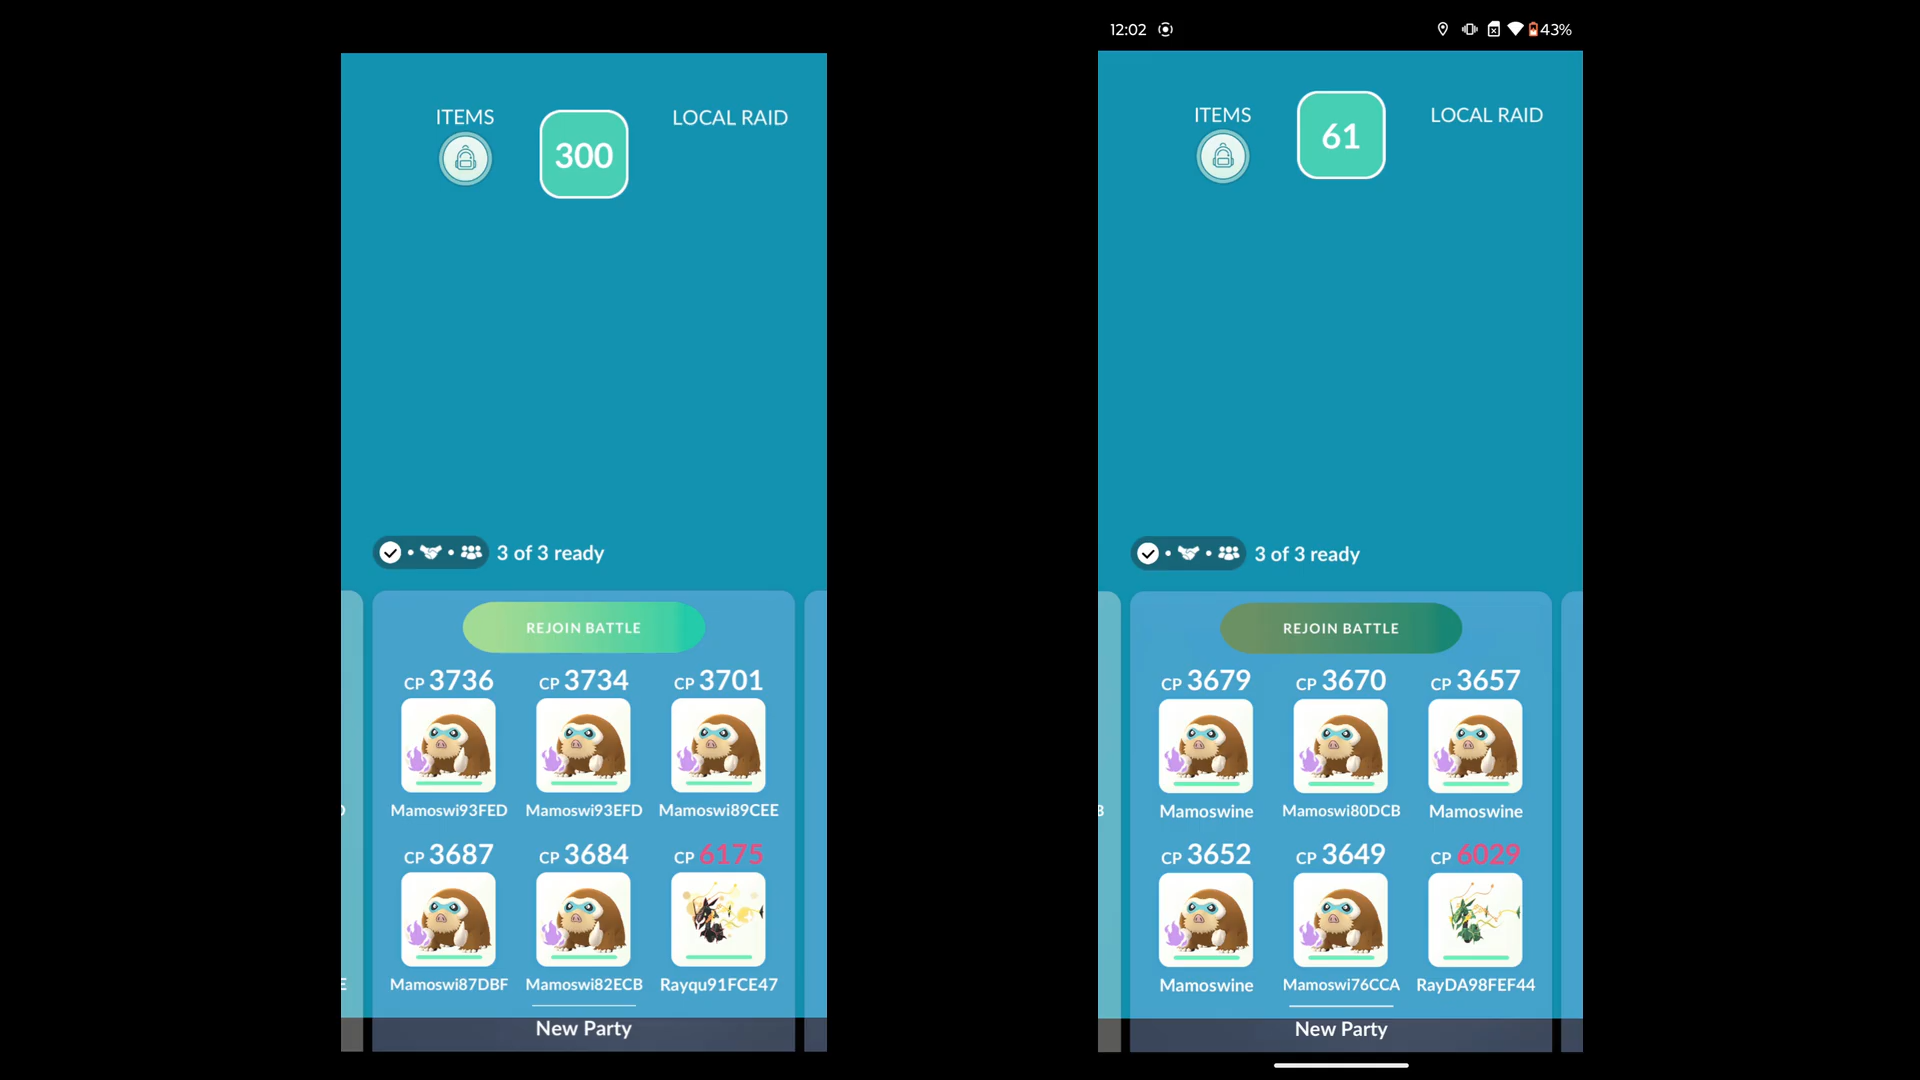 ITEMS
300
LOCAL RAID
3 of 3 ready
REJOIN BATTLE
CP 3736
CP 3734
CP 3701
Mamoswi93FED
Mamoswi93EFD
Mamoswi89CEE
CP 3687
CP 3684
CP 6175
Mamoswi87DBF
Mamoswi82ECB
Rayqu91FCE47
E
New Party
12:02
43%
ITEMS
61
LOCAL RAID
3 of 3 ready
REJOIN BATTLE
CP 3679
CP 3670
CP 3657
B
Mamoswine
Mamoswi80DCB
Mamoswine
CP 3652
CP 3649
CP 6029
Mamoswine
Mamoswi76CCA
RayDA98FEF44
New Party